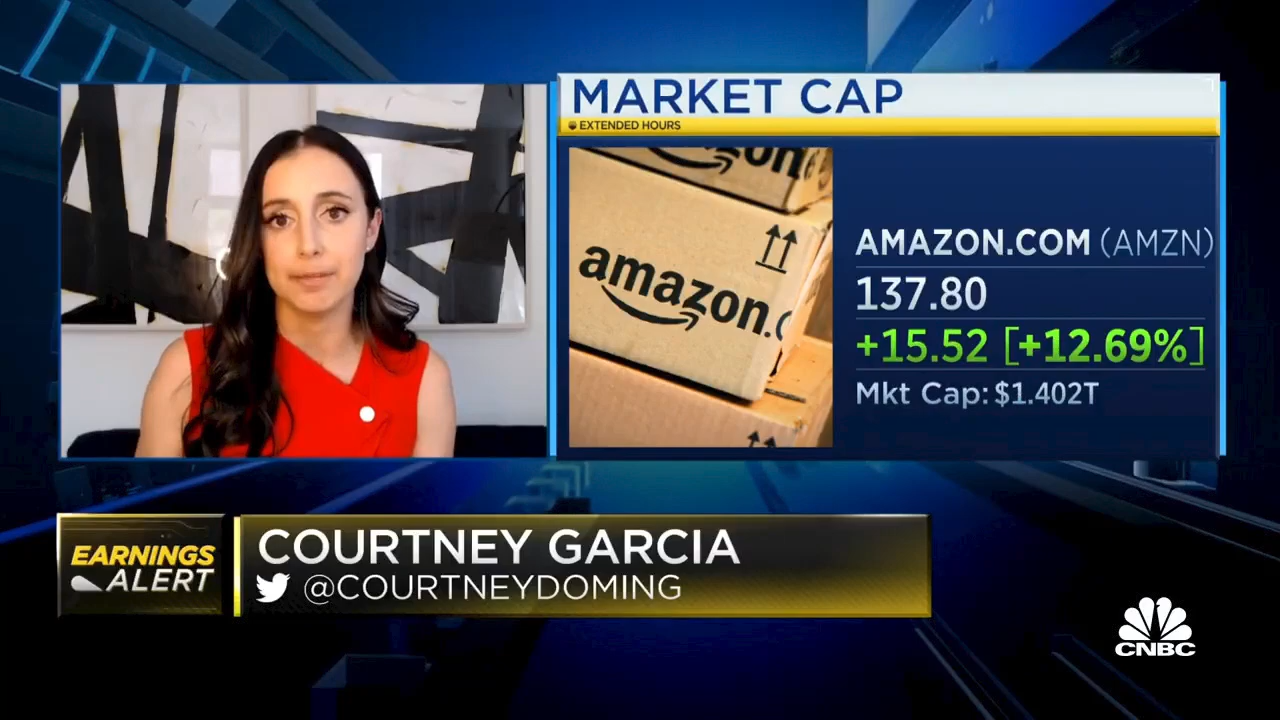 MARKET CAP
EXTENDED HOURS
amazon
amazon.c
AMAZON.COM (AMZN)
137.80
+15.52 [+12.69%]
Mkt Cap: $1.402T
EARNINGS
ALERT
COURTNEY GARCIA
@COURTNEYDOMING
CNBC